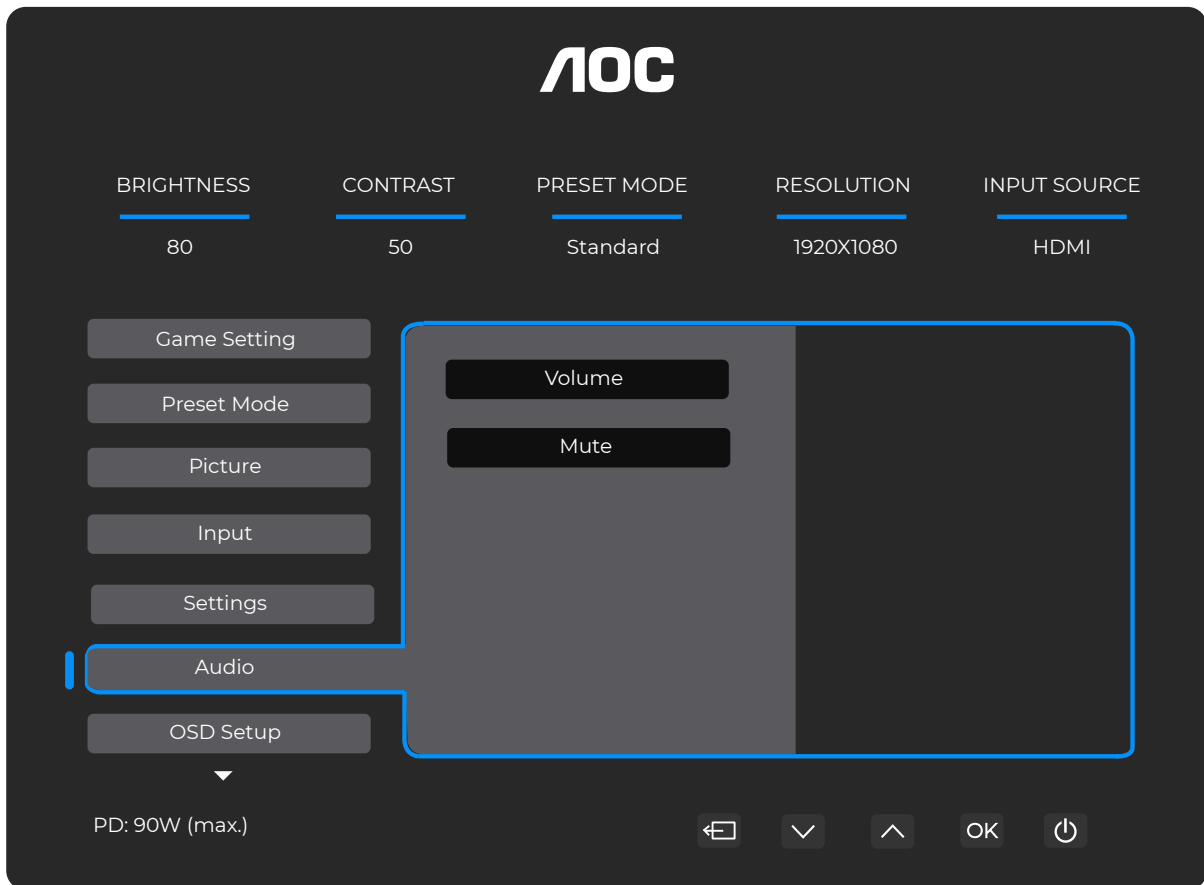 AOC
BRIGHTNESS CONTRAST PRESET MODE RESOLUTION INPUT SOURCE
80 50 Standard 1920X1080 HDMI
Game Setting
Volume
Preset Mode
Mute
Picture
Input
Settings
Audio
OSD Setup
PD: 90W (max.)
OK